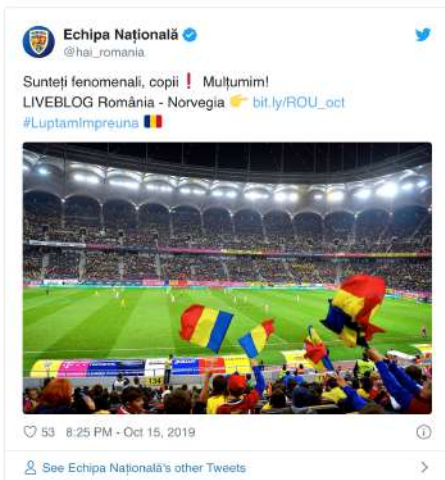 Echipa Națională
@hai_romania
Sunteți fenomenali, copii❗ Mulțumim!
LIVEBLOG România - Norvegia 👉 bit.ly/ROU_oct
#LuptamImpreuna 🇷🇴
134
53 8:25 PM - Oct 15, 2019
See Echipa Națională's other Tweets